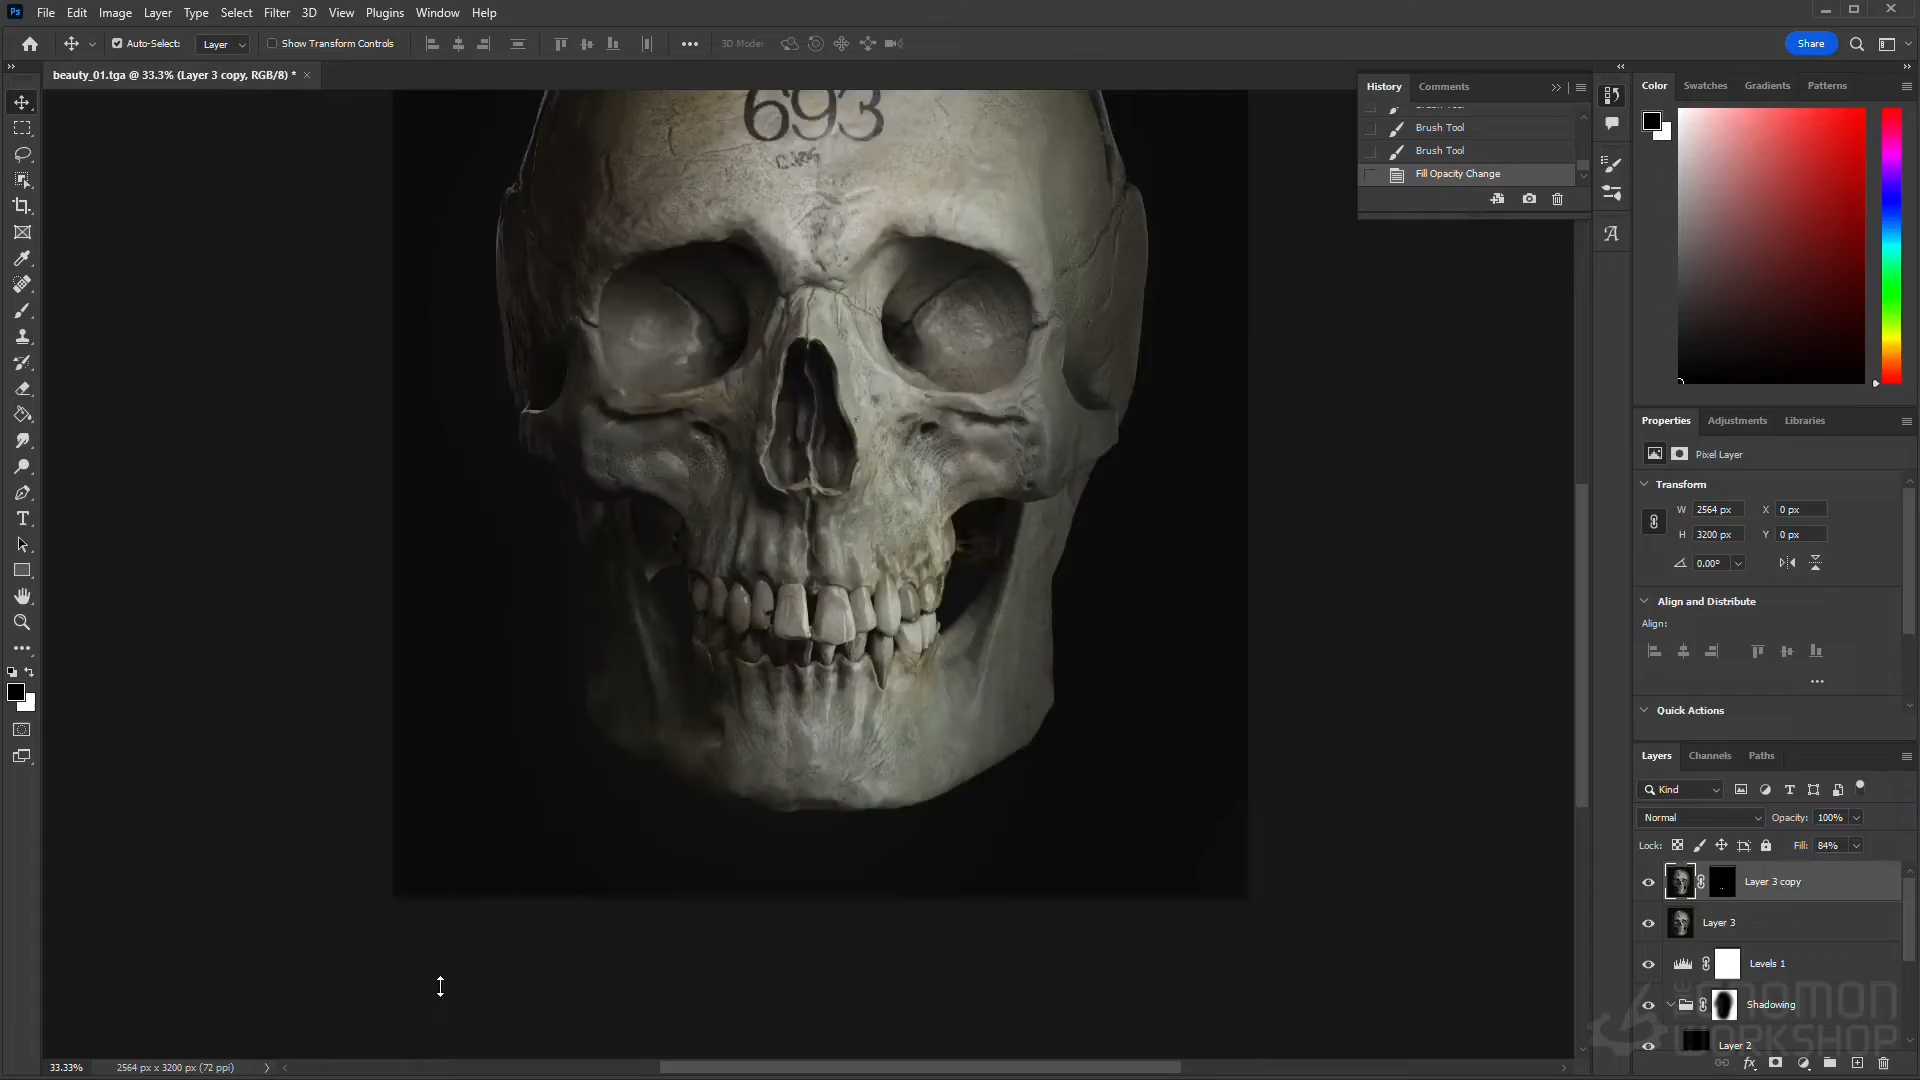 Ps File Edit Image Layer Type Select Filter 3D View Plugins Window Help
Auto-Select: Layer Show Transform Controls 3D Mode: Share
beauty_01.tga @ 33.3% (Layer 3 copy, RGB/8) * ×
History Comments
Brush Tool
Brush Tool
Fill Opacity Change
Color Swatches Gradients Patterns
693
Properties Adjustments Libraries
Pixel Layer
Transform
W 2564 px X 0 px
H 3200 px Y 0 px
0.00°
Align and Distribute
Align:
Quick Actions
Layers Channels Paths
Kind
Normal Opacity: 100%
Lock: Fill: 84%
Layer 3 copy
Layer 3
Levels 1
Shadowing
Layer 2
THE GNOMON WORKSHOP
33.33% 2564 px x 3200 px (72 ppi)